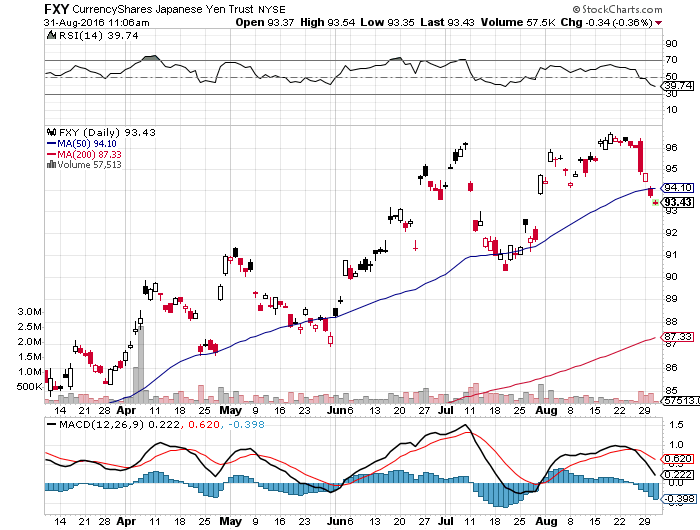 FXY CurrencyShares Japanese Yen Trust NYSE © StockCharts.com
31-Aug-2016 11:06am Open 93.37 High 93.54 Low 93.35 Last 93.43 Volume 57.5K Chg -0.34 (-0.36%)
RSI(14) 39.74
90
70
50
39.74
30
10
FXY (Daily) 93.43
MA(50) 94.10
MA(200) 87.33
Volume 57,513
96
95
94.10
93.43
93
92
91
90
89
88
87.33
87
86
85
57513.0
3.0M
2.5M
2.0M
1.5M
1.0M
500K
14 21 28 Apr 11 18 25 May 9 16 23 Jun 6 13 20 27 Jul 11 18 25 Aug 8 15 22 29
MACD(12,26,9) 0.222, 0.620, -0.398
1.5
1.0
0.620
0.5
0.222
0.0
-0.398
14 21 28 Apr 11 18 25 May 9 16 23 Jun 6 13 20 27 Jul 11 18 25 Aug 8 15 22 29